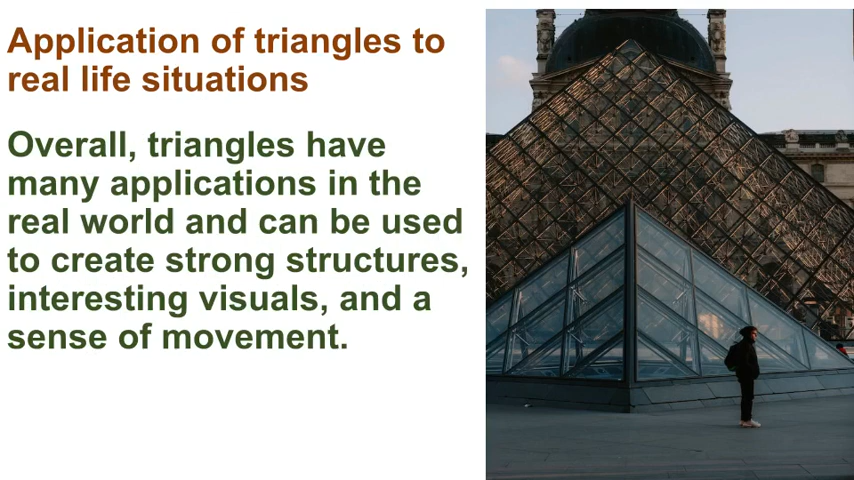 Application of triangles to
real life situations
Overall, triangles have
many applications in the
real world and can be used
to create strong structures,
interesting visuals, and a
sense of movement.